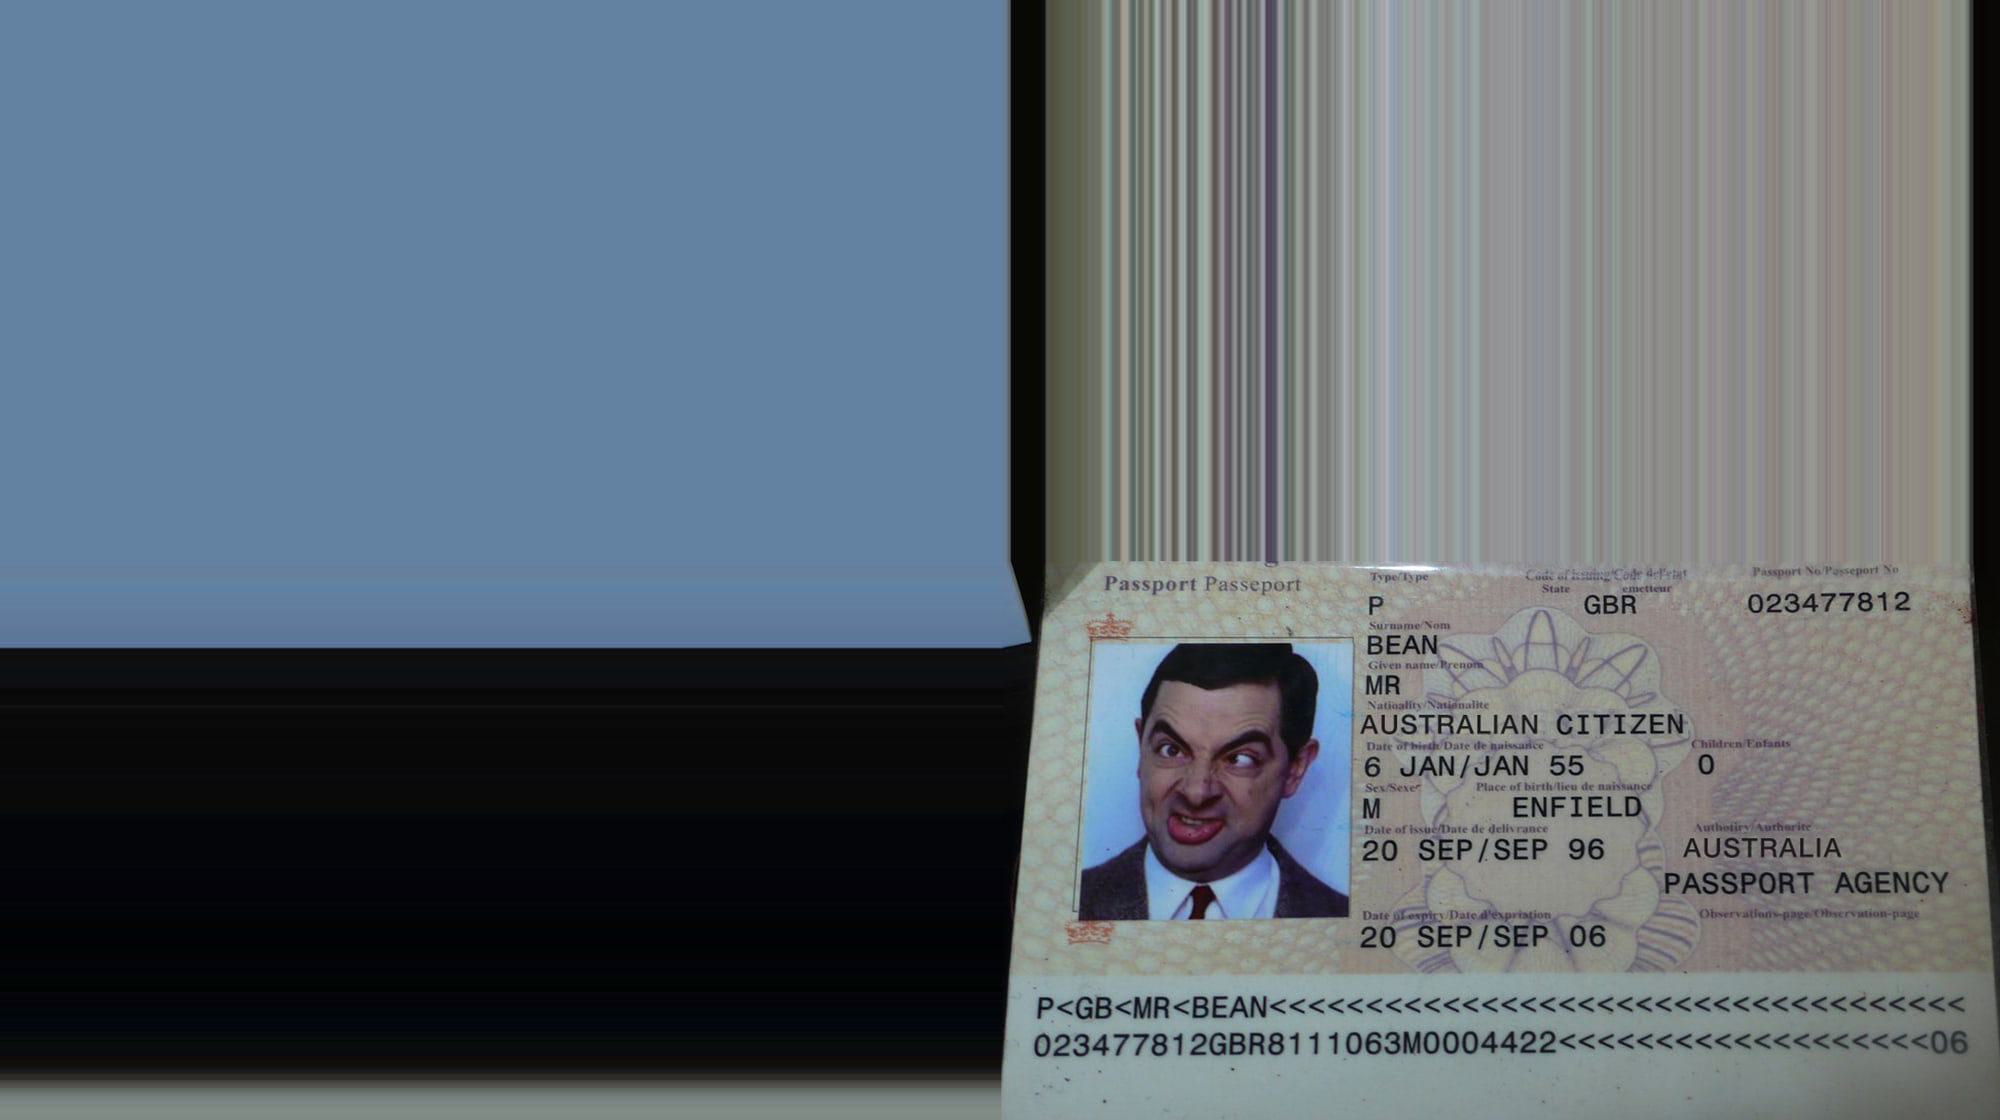 Passport Passeport
Type/Type
Code of issuing/Code de l'etat
Passport No/Passeport No
State emetteur
P
GBR
023477812
Surname/Nom
BEAN
Given name/Prenom
MR
Natioality/Nationalite
AUSTRALIAN CITIZEN
Date of birth/Date de naissance
Children/Enfants
6 JAN/JAN 55
0
Sex/Sexe
Place of birth/lieu de naissance
M
ENFIELD
Date of issue/Date de delivrance
Authotiry/Authorite
20 SEP/SEP 96
AUSTRALIA
PASSPORT AGENCY
Date of expiry/Date d'expriation
Observations-page/Observation-page
20 SEP/SEP 06
P<GB<MR<BEAN<<<<<<<<<<<<<<<<<<<<<<<<<<<<<<<<<<<<
023477812GBR8111063M0004422<<<<<<<<<<<<<<<<<<<06